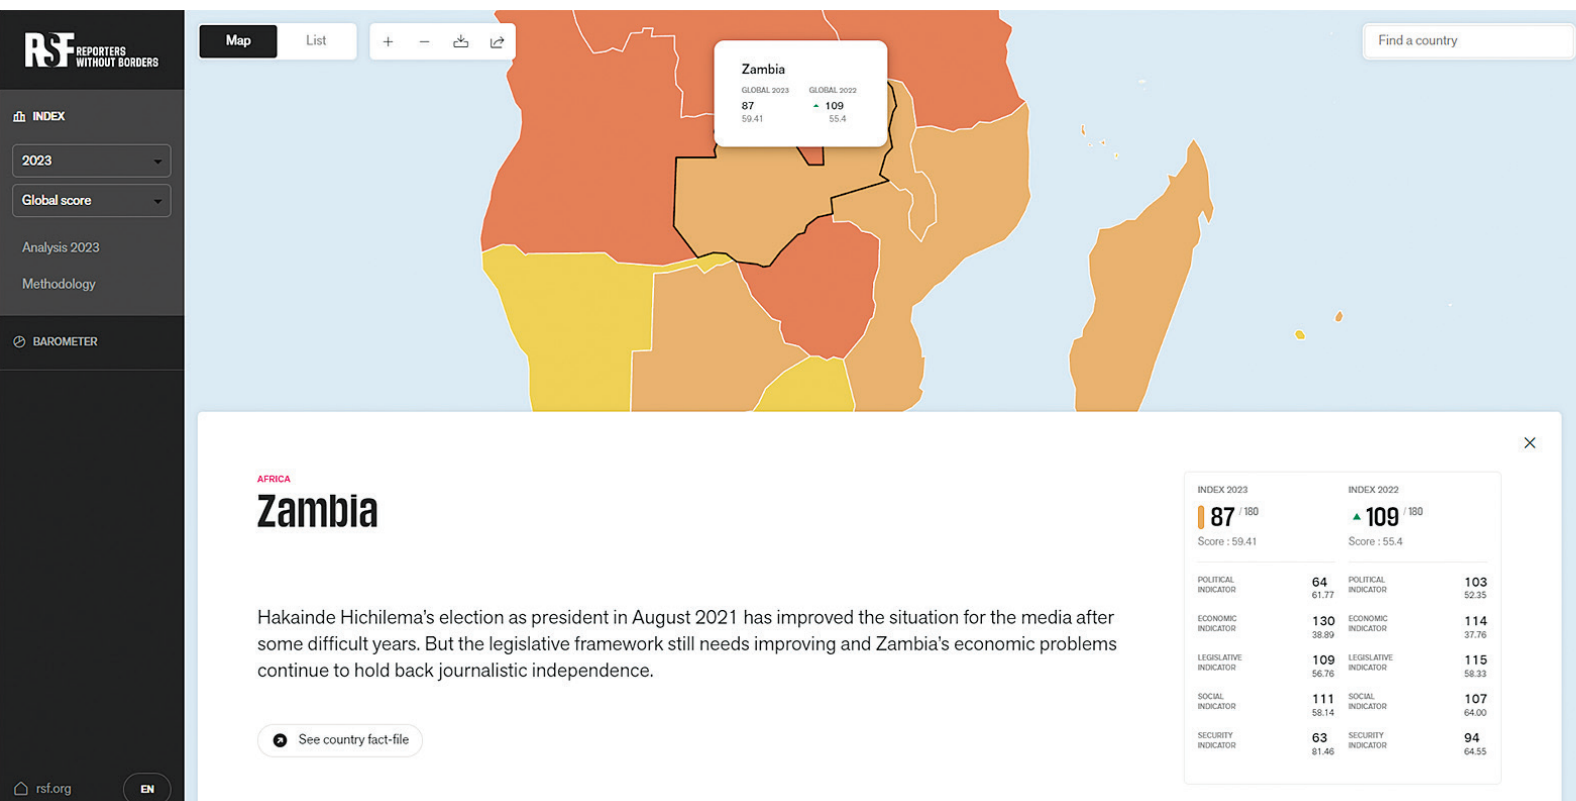 RSF REPORTERS
WITHOUT BORDERS
INDEX
2023
Global score
Analysis 2023
Methodology
BAROMETER
rsf.org
EN
Map
List
Find a country
Zambia
GLOBAL 2023 GLOBAL 2022
87 109
59.41 55.4
AFRICA
Zambia
Hakainde Hichilema’s election as president in August 2021 has improved the situation for the media after
some difficult years. But the legislative framework still needs improving and Zambia’s economic problems
continue to hold back journalistic independence.
See country fact-file
INDEX 2023 INDEX 2022
87 / 180 109 / 180
Score : 59.41 Score : 55.4
POLITICAL INDICATOR 64 POLITICAL INDICATOR 103
61.77 52.35
ECONOMIC INDICATOR 130 ECONOMIC INDICATOR 114
38.89 37.76
LEGISLATIVE INDICATOR 109 LEGISLATIVE INDICATOR 115
56.76 58.33
SOCIAL INDICATOR 111 SOCIAL INDICATOR 107
58.14 64.00
SECURITY INDICATOR 63 SECURITY INDICATOR 94
81.46 64.55